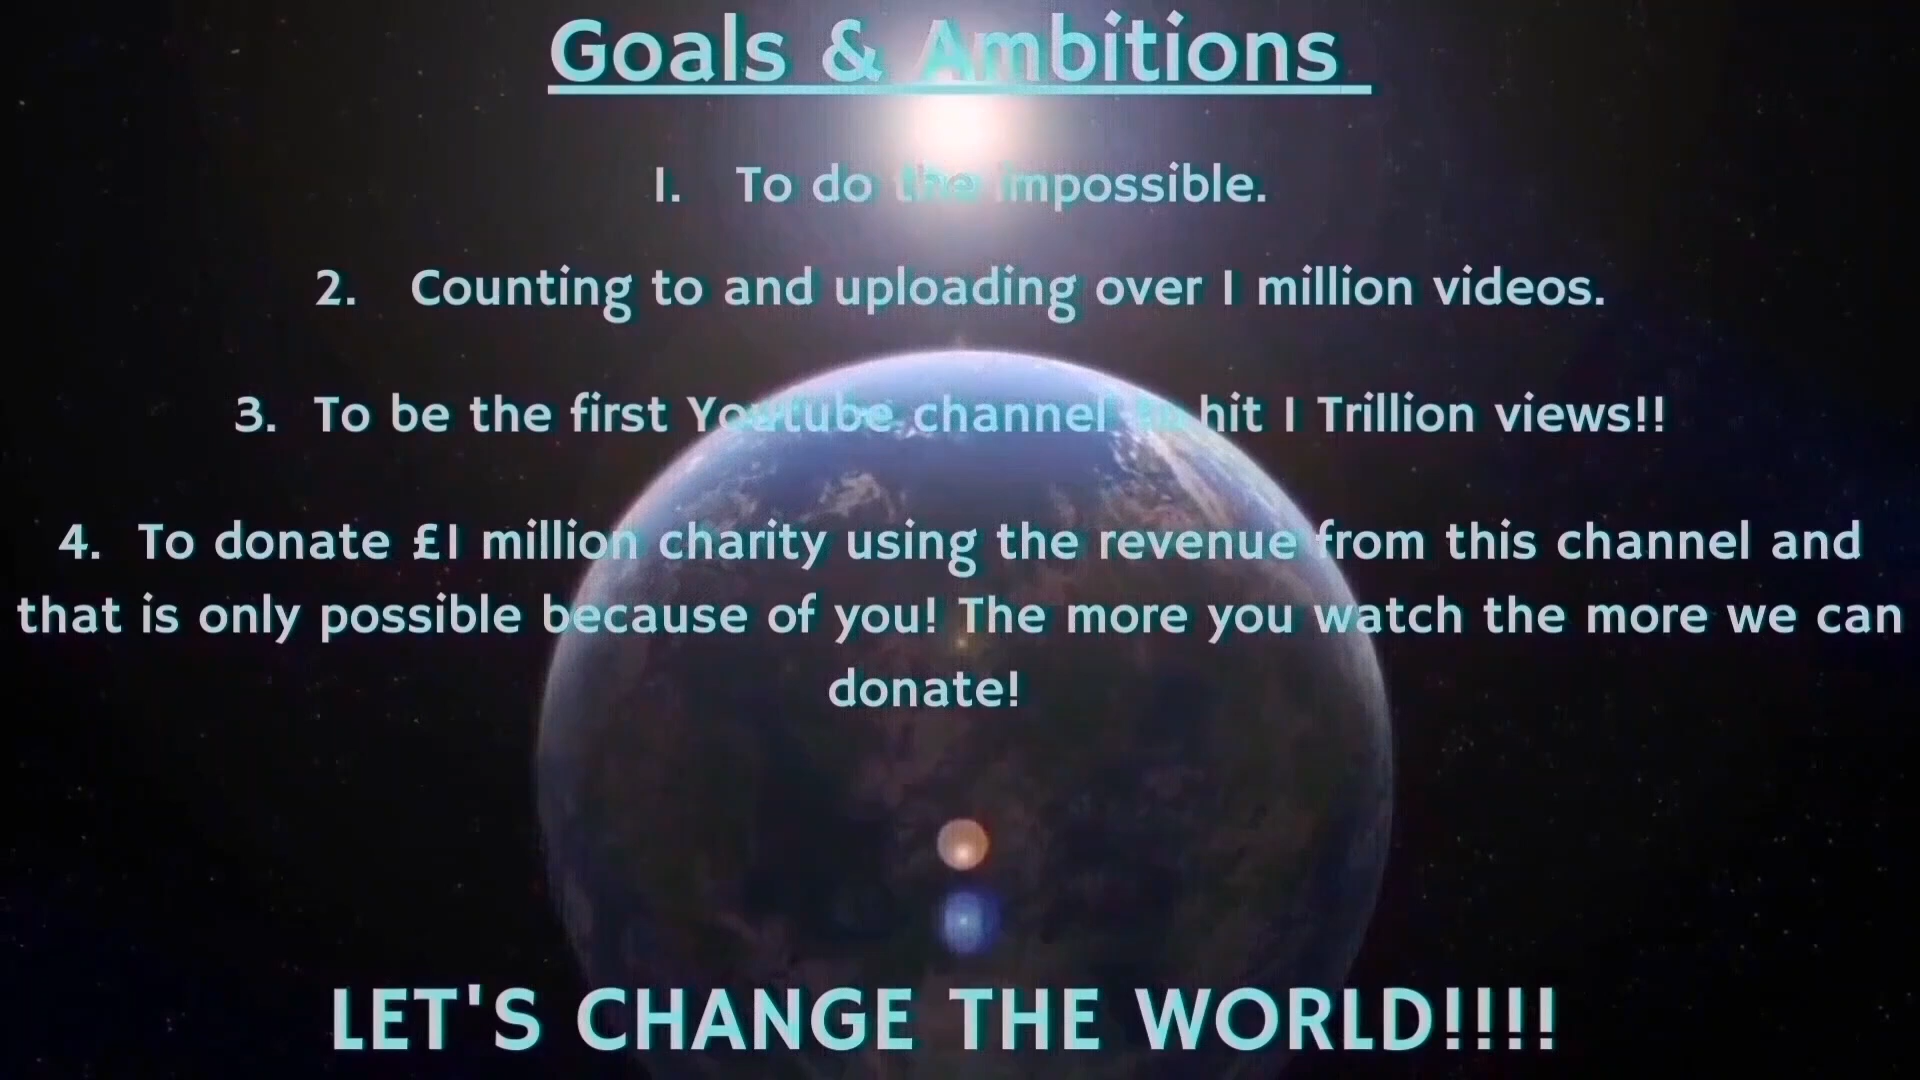 Goals & Ambitions
1. To do the impossible.
2. Counting to and uploading over 1 million videos.
3. To be the first Youtube channel to hit 1 Trillion views!!
4. To donate £1 million charity using the revenue from this channel and
that is only possible because of you! The more you watch the more we can
donate!
LET'S CHANGE THE WORLD!!!!